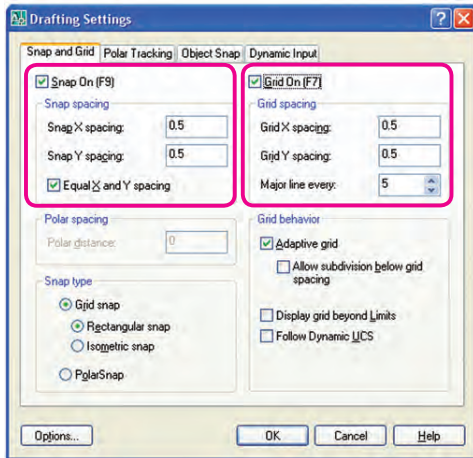 Drafting Settings
Snap and Grid Polar Tracking Object Snap Dynamic Input
Snap On (F9)
Snap spacing
Snap X spacing: 0.5
Snap Y spacing: 0.5
Equal X and Y spacing
Polar spacing
Polar distance: 0
Snap type
Grid snap
Rectangular snap
Isometric snap
PolarSnap
Grid On (F7)
Grid spacing
Grid X spacing: 0.5
Grid Y spacing: 0.5
Major line every: 5
Grid behavior
Adaptive grid
Allow subdivision below grid
spacing
Display grid beyond Limits
Follow Dynamic UCS
Options... OK Cancel Help